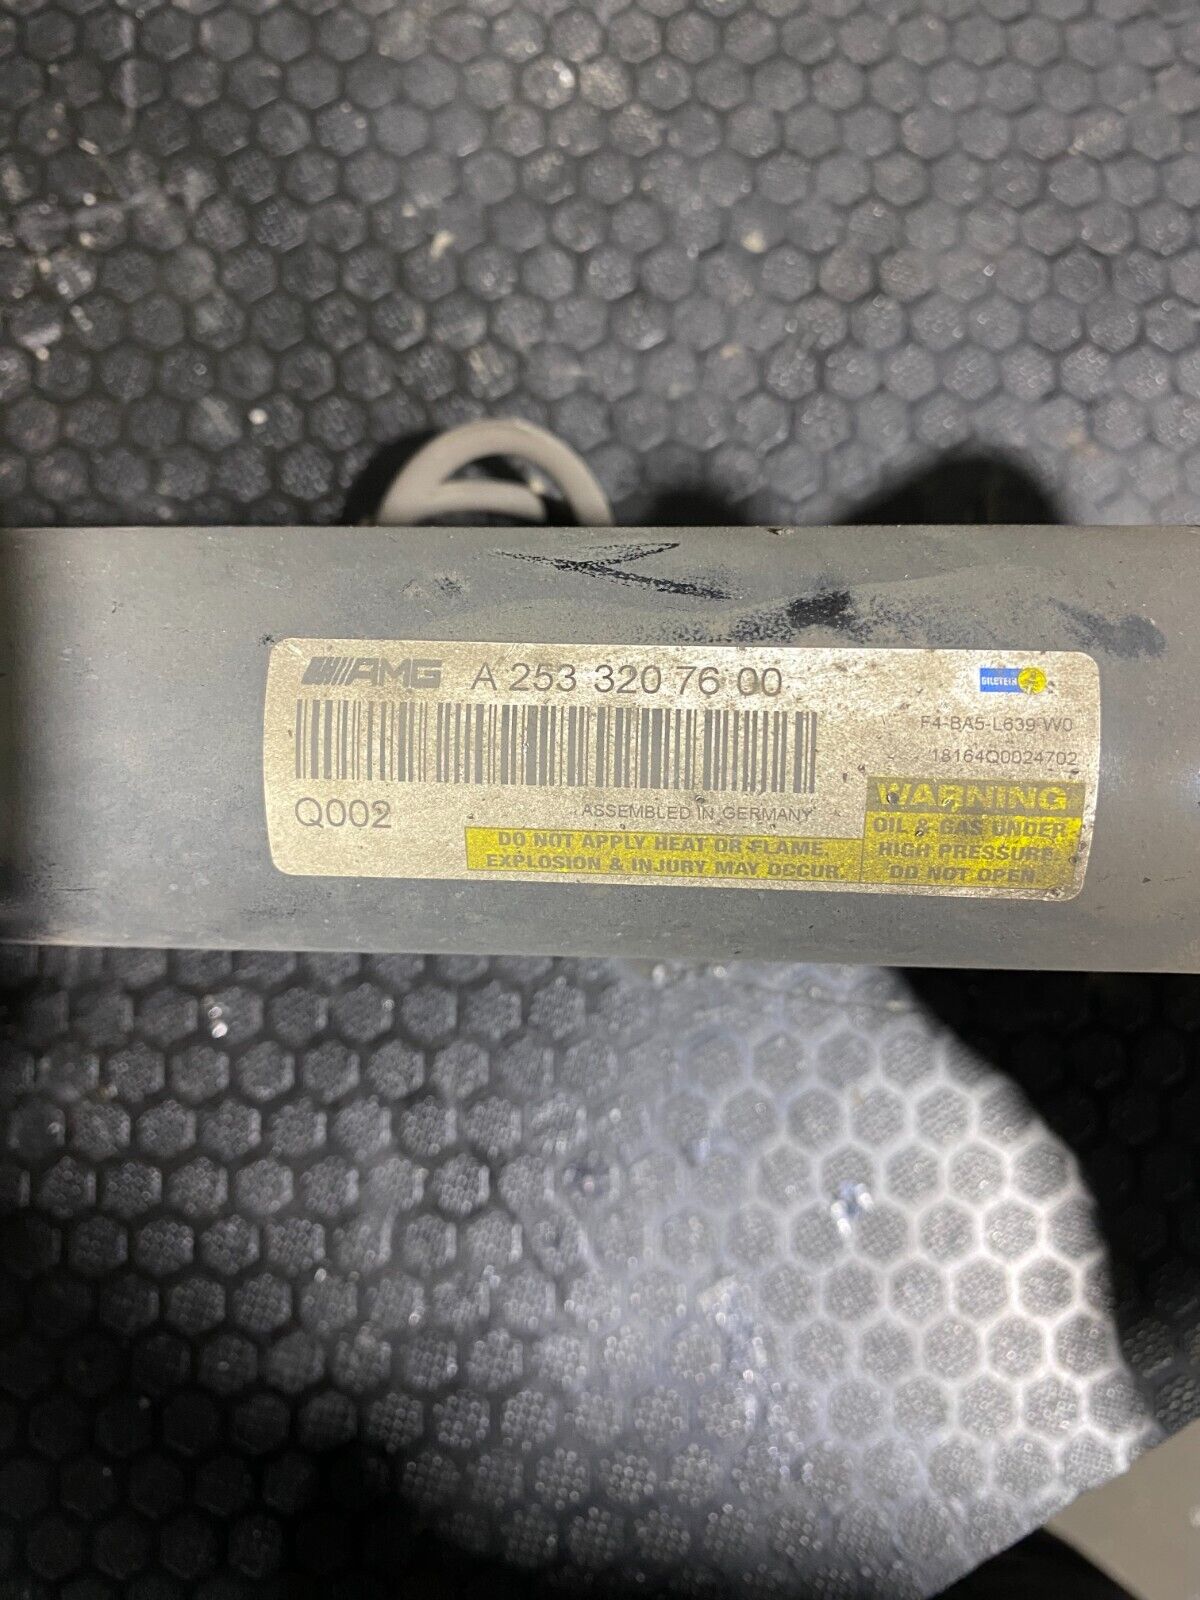 AMG A 253 320 76 00
BILSTEIN
F4-BA5-L639-W0
18164Q0024702
Q002
ASSEMBLED IN GERMANY
DO NOT APPLY HEAT OR FLAME.
EXPLOSION & INJURY MAY OCCUR.
WARNING
OIL & GAS UNDER
HIGH PRESSURE.
DO NOT OPEN.